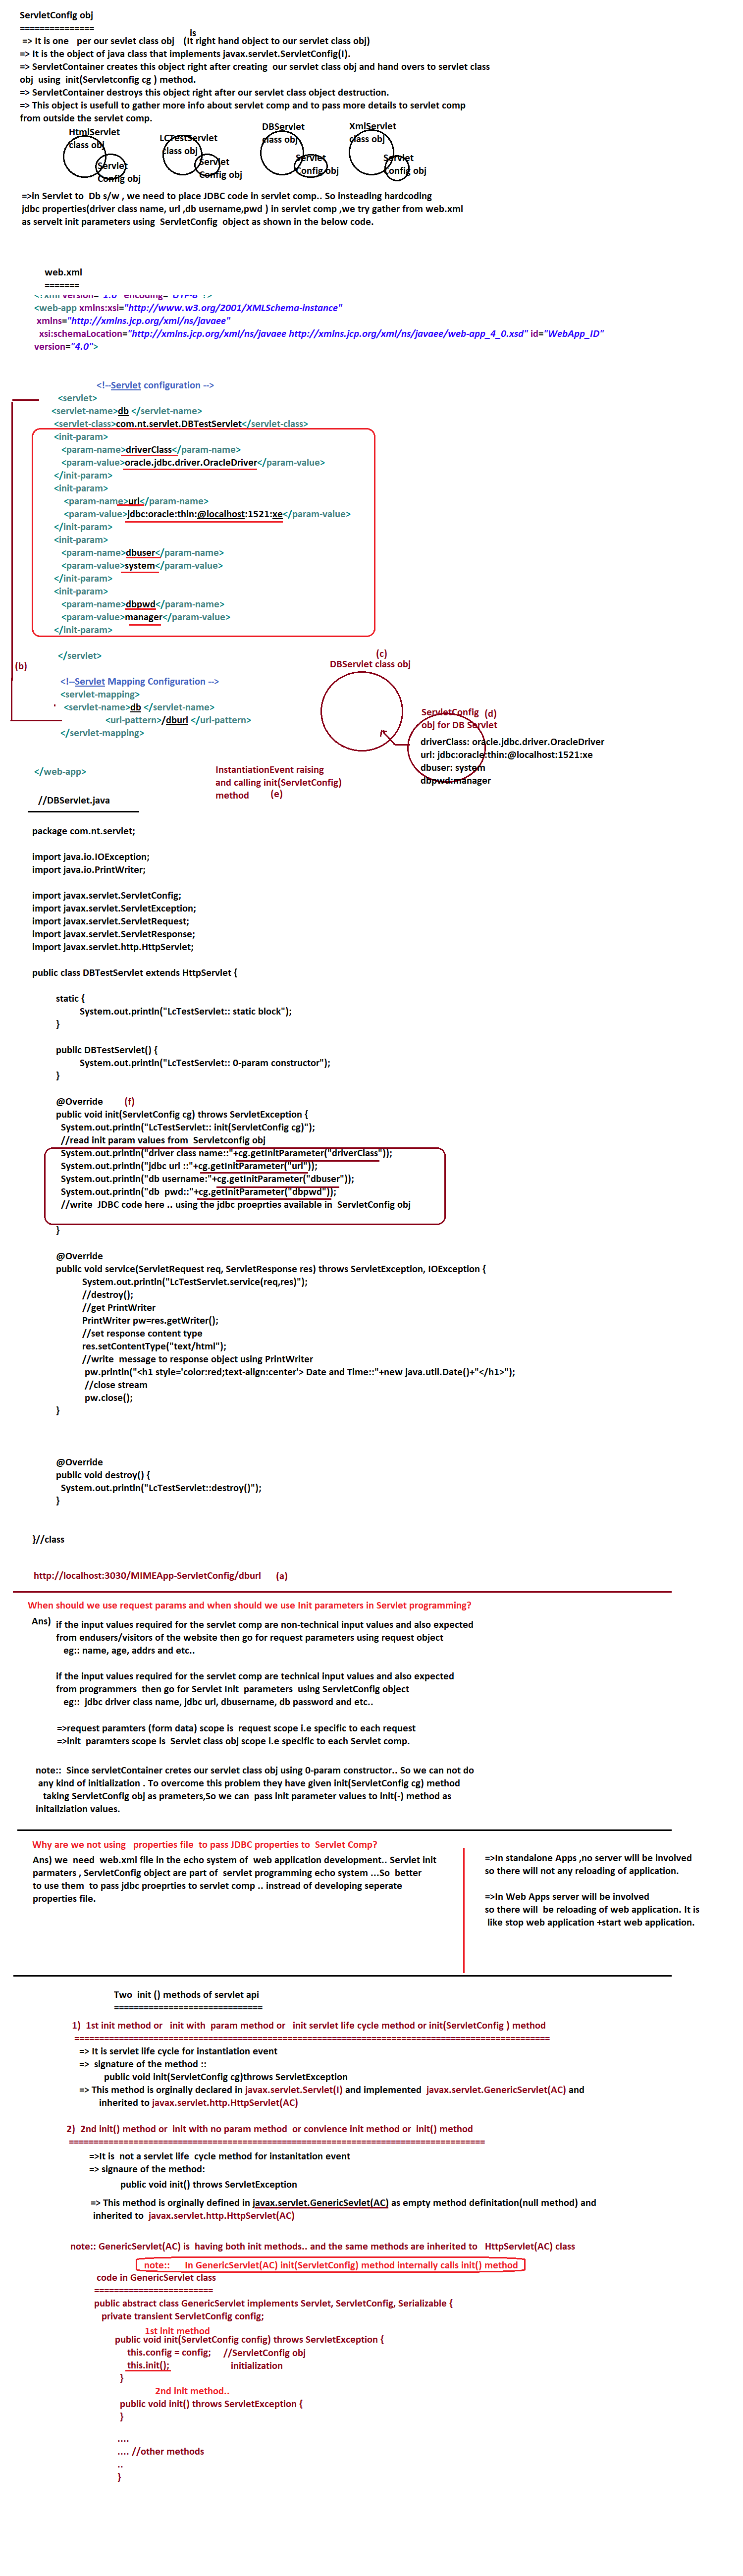 ServletConfig obj
===============
is
=> It is one per our sevlet class obj (It right hand object to our servlet class obj)
=> It is the object of java class that implements javax.servlet.ServletConfig(I).
=> ServletContainer creates this object right after creating our servlet class obj and hand overs to servlet class
obj using init(Servletconfig cg ) method.
=> ServletContainer destroys this object right after our servlet class object destruction.
=> This object is usefull to gather more info about servlet comp and to pass more details to servlet comp
from outside the servlet comp.
HtmlServlet
class obj
Servlet
Config obj
LCTestServlet
class obj
Servlet
Config obj
DBServlet
class obj
Servlet
Config obj
XmlServlet
class obj
Servlet
Config obj
=>in Servlet to Db s/w , we need to place JDBC code in servlet comp.. So insteading hardcoding
jdbc properties(driver class name, url ,db username,pwd ) in servlet comp ,we try gather from web.xml
as servelt init parameters using ServletConfig object as shown in the below code.
web.xml
=======
<?xml version="1.0" encoding="UTF-8"?>
<web-app xmlns:xsi="http://www.w3.org/2001/XMLSchema-instance"
xmlns="http://xmlns.jcp.org/xml/ns/javaee"
xsi:schemaLocation="http://xmlns.jcp.org/xml/ns/javaee http://xmlns.jcp.org/xml/ns/javaee/web-app_4_0.xsd" id="WebApp_ID"
version="4.0">
<!--Servlet configuration -->
<servlet>
<servlet-name>db </servlet-name>
<servlet-class>com.nt.servlet.DBTestServlet</servlet-class>
<init-param>
<param-name>driverClass</param-name>
<param-value>oracle.jdbc.driver.OracleDriver</param-value>
</init-param>
<init-param>
<param-name>url</param-name>
<param-value>jdbc:oracle:thin:@localhost:1521:xe</param-value>
</init-param>
<init-param>
<param-name>dbuser</param-name>
<param-value>system</param-value>
</init-param>
<init-param>
<param-name>dbpwd</param-name>
<param-value>manager</param-value>
</init-param>
</servlet>
(b)
<!--Servlet Mapping Configuration -->
<servlet-mapping>
<servlet-name>db </servlet-name>
<url-pattern>/dburl </url-pattern>
</servlet-mapping>
</web-app>
(c)
DBServlet class obj
ServletConfig (d)
obj for DB Servlet
driverClass: oracle.jdbc.driver.OracleDriver
url: jdbc:oracle:thin:@localhost:1521:xe
dbuser: system
dbpwd:manager
InstantiationEvent raising
and calling init(ServletConfig)
method (e)
//DBServlet.java
package com.nt.servlet;
import java.io.IOException;
import java.io.PrintWriter;
import javax.servlet.ServletConfig;
import javax.servlet.ServletException;
import javax.servlet.ServletRequest;
import javax.servlet.ServletResponse;
import javax.servlet.http.HttpServlet;
public class DBTestServlet extends HttpServlet {
static {
System.out.println("LcTestServlet:: static block");
}
public DBTestServlet() {
System.out.println("LcTestServlet:: 0-param constructor");
}
@Override (f)
public void init(ServletConfig cg) throws ServletException {
System.out.println("LcTestServlet:: init(ServletConfig cg)");
//read init param values from Servletconfig obj
System.out.println("driver class name::"+cg.getInitParameter("driverClass"));
System.out.println("jdbc url ::"+cg.getInitParameter("url"));
System.out.println("db username:"+cg.getInitParameter("dbuser"));
System.out.println("db pwd::"+cg.getInitParameter("dbpwd"));
//write JDBC code here .. using the jdbc proeprties available in ServletConfig obj
}
@Override
public void service(ServletRequest req, ServletResponse res) throws ServletException, IOException {
System.out.println("LcTestServlet.service(req,res)");
//destroy();
//get PrintWriter
PrintWriter pw=res.getWriter();
//set response content type
res.setContentType("text/html");
//write message to response object using PrintWriter
pw.println("<h1 style='color:red;text-align:center'> Date and Time::"+new java.util.Date()+"</h1>");
//close stream
pw.close();
}
@Override
public void destroy() {
System.out.println("LcTestServlet::destroy()");
}
}//class
http://localhost:3030/MIMEApp-ServletConfig/dburl (a)
When should we use request params and when should we use Init parameters in Servlet programming?
Ans) if the input values required for the servlet comp are non-technical input values and also expected
from endusers/visitors of the website then go for request parameters using request object
eg:: name, age, addrs and etc..
if the input values required for the servlet comp are technical input values and also expected
from programmers then go for Servlet Init parameters using ServletConfig object
eg:: jdbc driver class name, jdbc url, dbusername, db password and etc..
=>request paramters (form data) scope is request scope i.e specific to each request
=>init paramters scope is Servlet class obj scope i.e specific to each Servlet comp.
note:: Since servletContainer cretes our servlet class obj using 0-param constructor.. So we can not do
any kind of initialization . To overcome this problem they have given init(ServletConfig cg) method
taking ServletConfig obj as prameters,So we can pass init parameter values to init(-) method as
initailziation values.
Why are we not using properties file to pass JDBC properties to Servlet Comp?
Ans) we need web.xml file in the echo system of web application development.. Servlet init
parmaters , ServletConfig object are part of servlet programming echo system ...So better
to use them to pass jdbc proeprties to servlet comp .. instread of developing seperate
properties file.
=>In standalone Apps ,no server will be involved
so there will not any reloading of application.
=>In Web Apps server will be involved
so there will be reloading of web application. It is
like stop web application +start web application.
Two init () methods of servlet api
==============================
1) 1st init method or init with param method or init servlet life cycle method or init(ServletConfig ) method
================================================================================================
=> It is servlet life cycle for instantiation event
=> signature of the method ::
public void init(ServletConfig cg)throws ServletException
=> This method is orginally declared in javax.servlet.Servlet(I) and implemented javax.servlet.GenericServlet(AC) and
inherited to javax.servlet.http.HttpServlet(AC)
2) 2nd init() method or init with no param method or convience init method or init() method
====================================================================================
=>It is not a servlet life cycle method for instanitation event
=> signaure of the method:
public void init() throws ServletException
=> This method is orginally defined in javax.servlet.GenericSevlet(AC) as empty method definitation(null method) and
inherited to javax.servlet.http.HttpServlet(AC)
note:: GenericServlet(AC) is having both init methods.. and the same methods are inherited to HttpServlet(AC) class
note:: In GenericServlet(AC) init(ServletConfig) method internally calls init() method
code in GenericServlet class
========================
public abstract class GenericServlet implements Servlet, ServletConfig, Serializable {
private transient ServletConfig config;
1st init method
public void init(ServletConfig config) throws ServletException {
this.config = config; //ServletConfig obj
this.init(); initialization
}
2nd init method..
public void init() throws ServletException {
}
....
.... //other methods
..
}